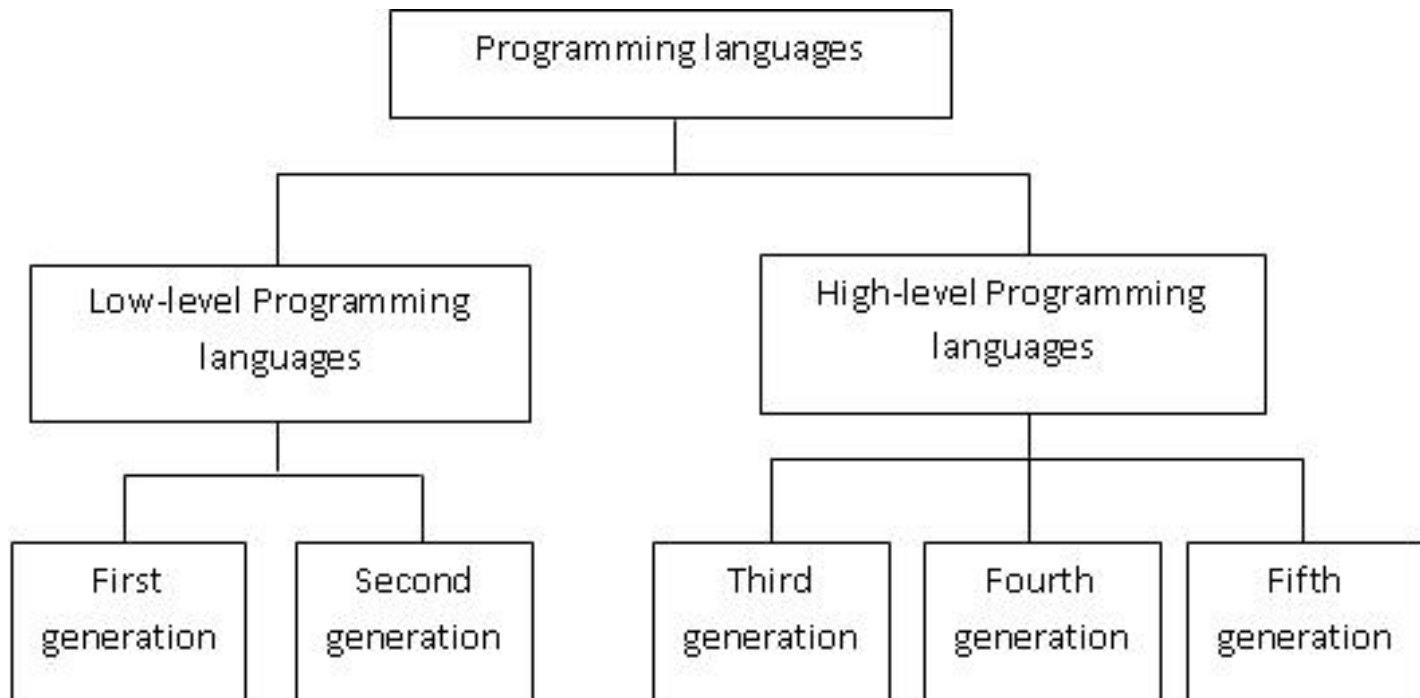 Programming languages
Low-level Programming
languages
High-level Programming
languages
First
generation
Second
generation
Third
generation
Fourth
generation
Fifth
generation